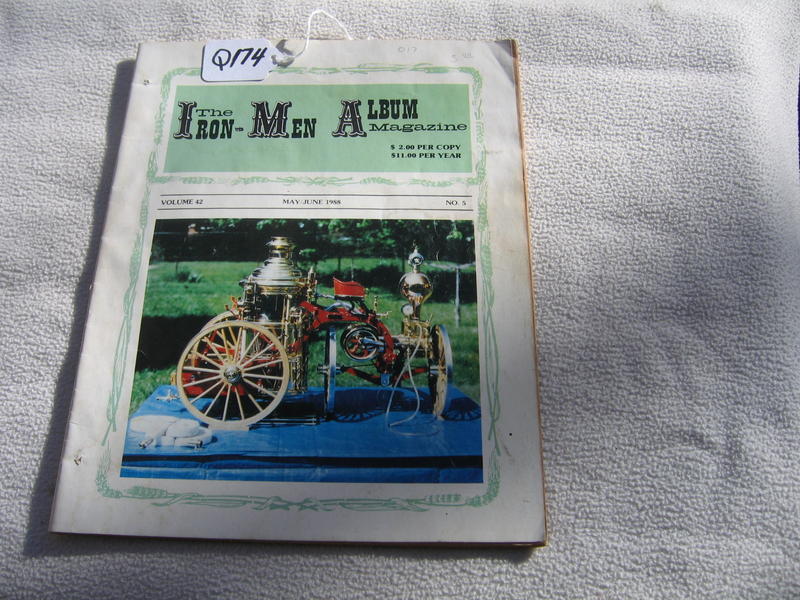 Q174
The
IRON-MEN ALBUM
Magazine
$ 2.00 PER COPY
$11.00 PER YEAR
VOLUME 42 MAY/JUNE 1988 NO. 5